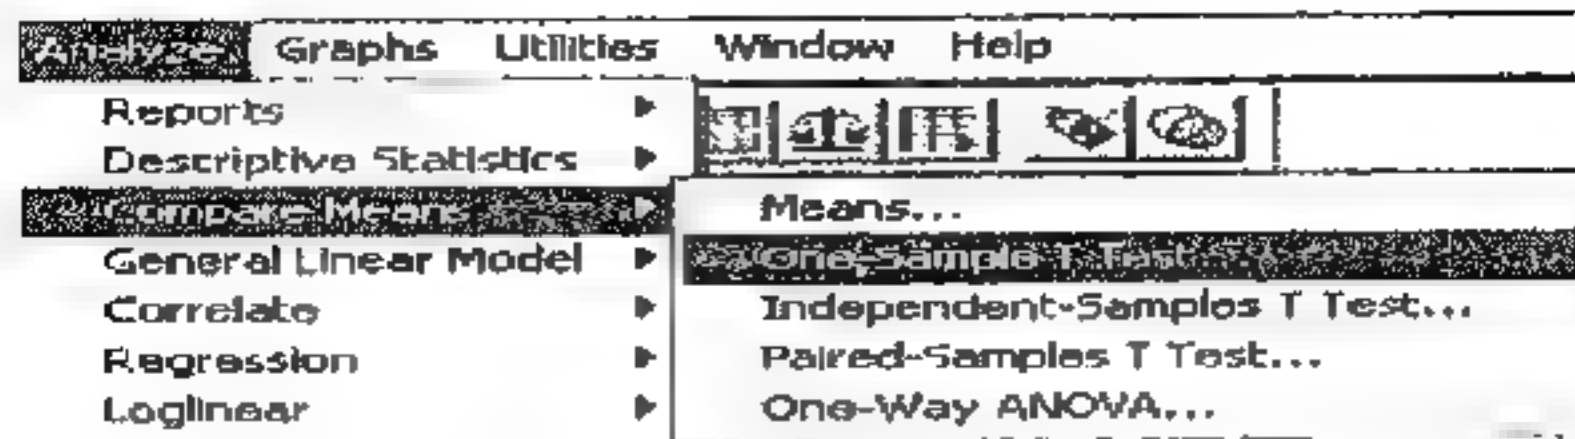 Analyze Graphs Utilities Window Help
Reports
Descriptive Statistics
Compare Means
General Linear Model
Correlate
Regression
Loglinear
Means...
One-Sample T Test
Independent-Samples T Test...
Paired-Samples T Test...
One-Way ANOVA...